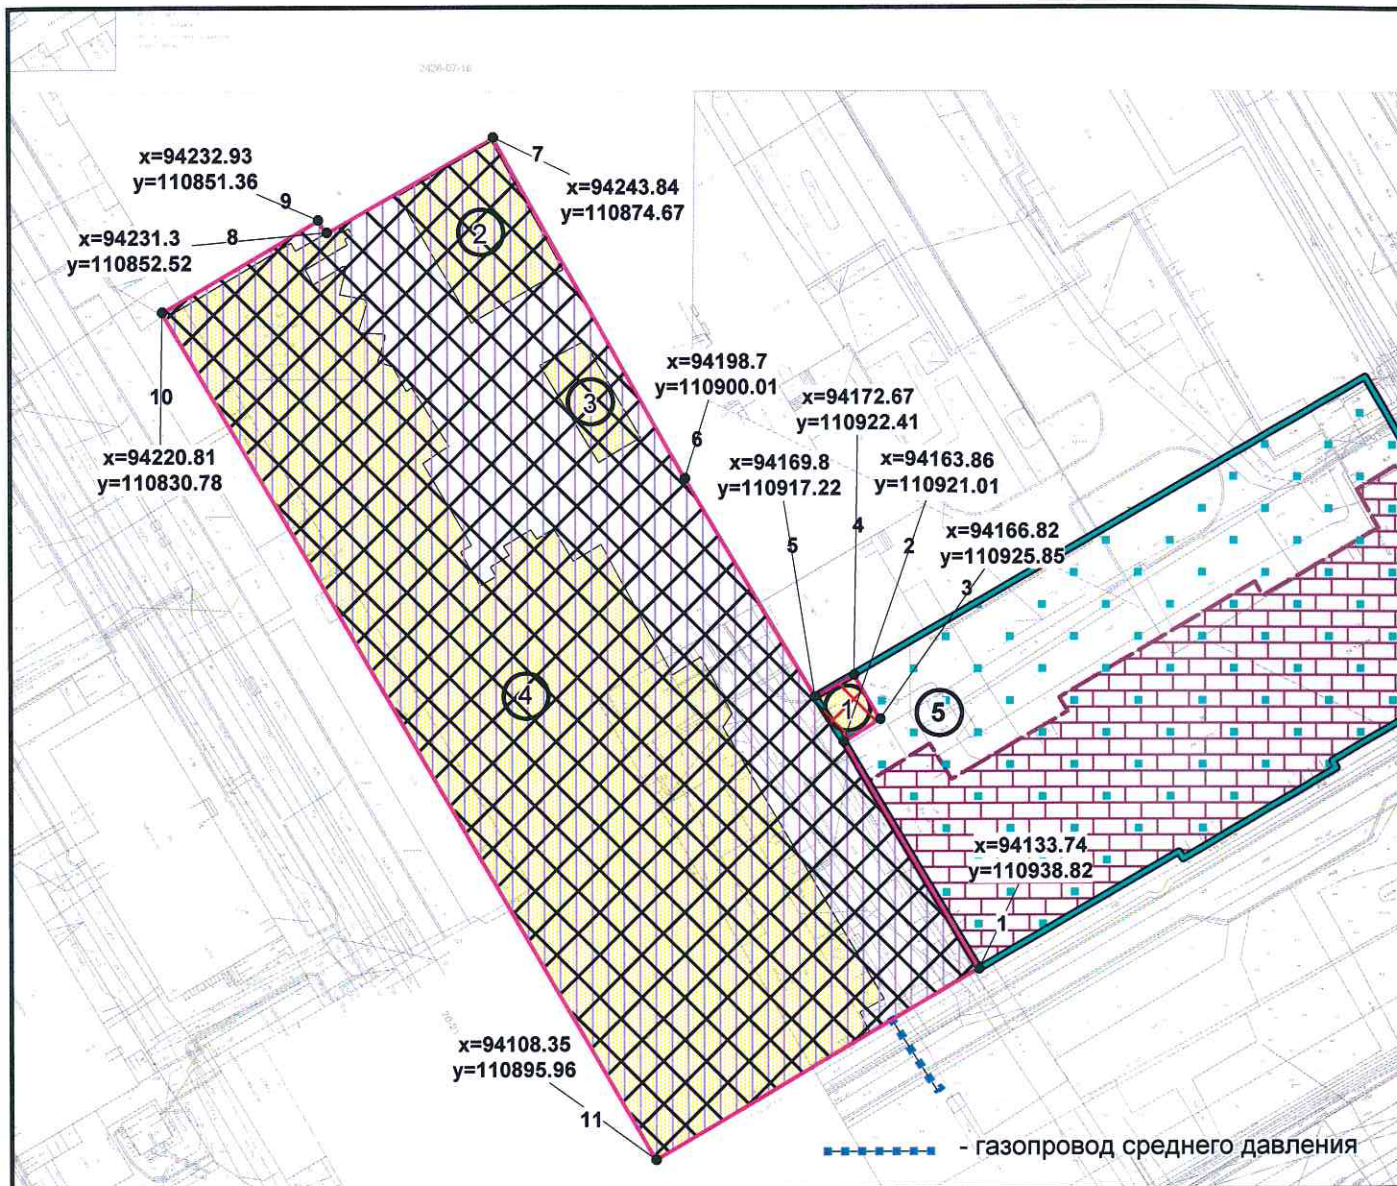 2426-07-16
x=94232.93
y=110851.36
9
7
x=94243.84
y=110874.67
x=94231.3
y=110852.52
8
2
10
x=94220.81
y=110830.78
3
x=94198.7
y=110900.01
6
x=94172.67
y=110922.41
x=94169.8
y=110917.22
x=94163.86
y=110921.01
5
4
2
x=94166.82
y=110925.85
3
4
1
5
x=94133.74
y=110938.82
1
x=94108.35
y=110895.96
11
- газопровод среднего давления